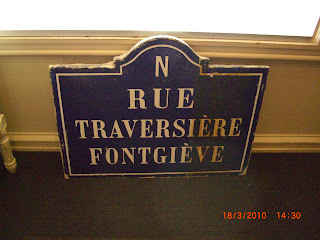 N
RUE
TRAVERSIÈRE
FONTGIÈVE
18/3/2010 14:30